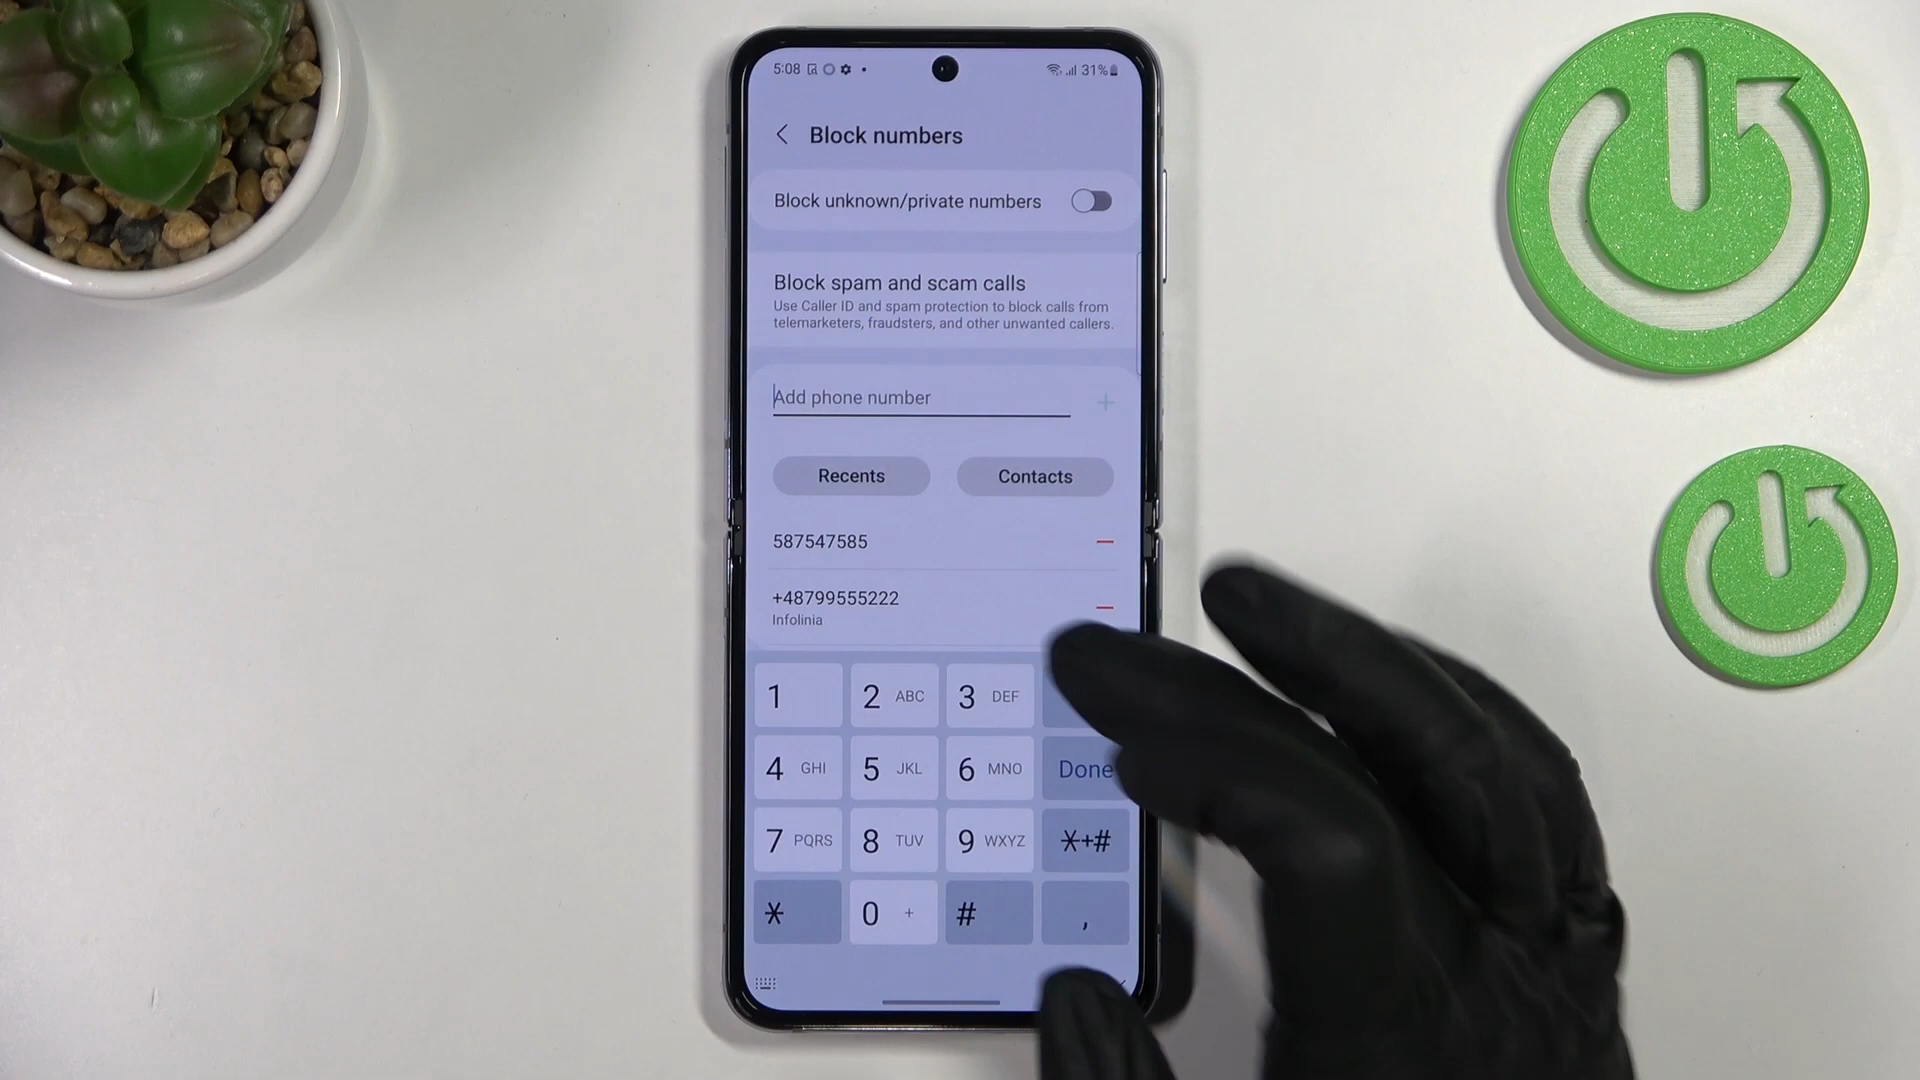 5:08 31%
Block numbers
Block unknown/private numbers
Block spam and scam calls
Use Caller ID and spam protection to block calls from
telemarketers, fraudsters, and other unwanted callers.
Add phone number +
Recents Contacts
587547585
+48799555222
Infolinia
1 2 ABC 3 DEF
4 GHI 5 JKL 6 MNO Done
7 PQRS 8 TUV 9 WXYZ *+#
* 0 + # ,